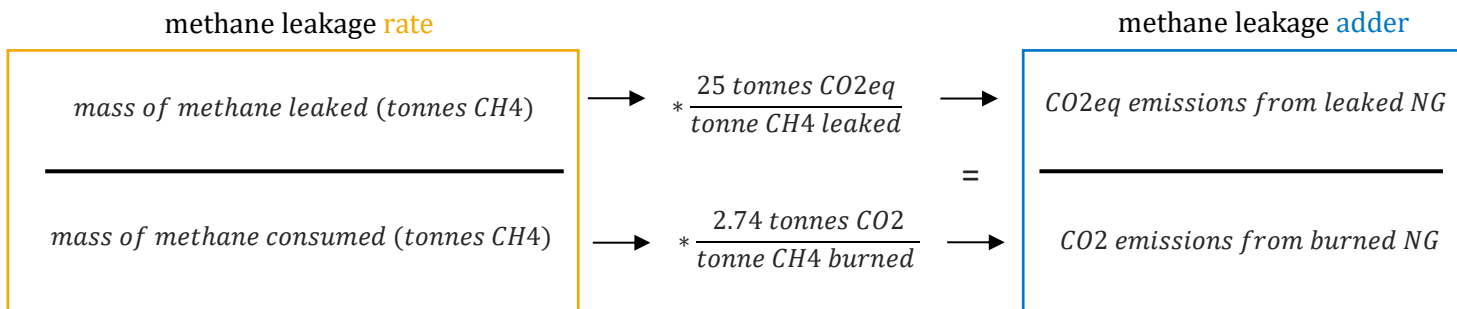 methane leakage rate
methane leakage adder
mass of methane leaked (tonnes CH4)
* 25 tonnes CO2eq
tonne CH4 leaked
CO2eq emissions from leaked NG
=
mass of methane consumed (tonnes CH4)
* 2.74 tonnes CO2
tonne CH4 burned
CO2 emissions from burned NG